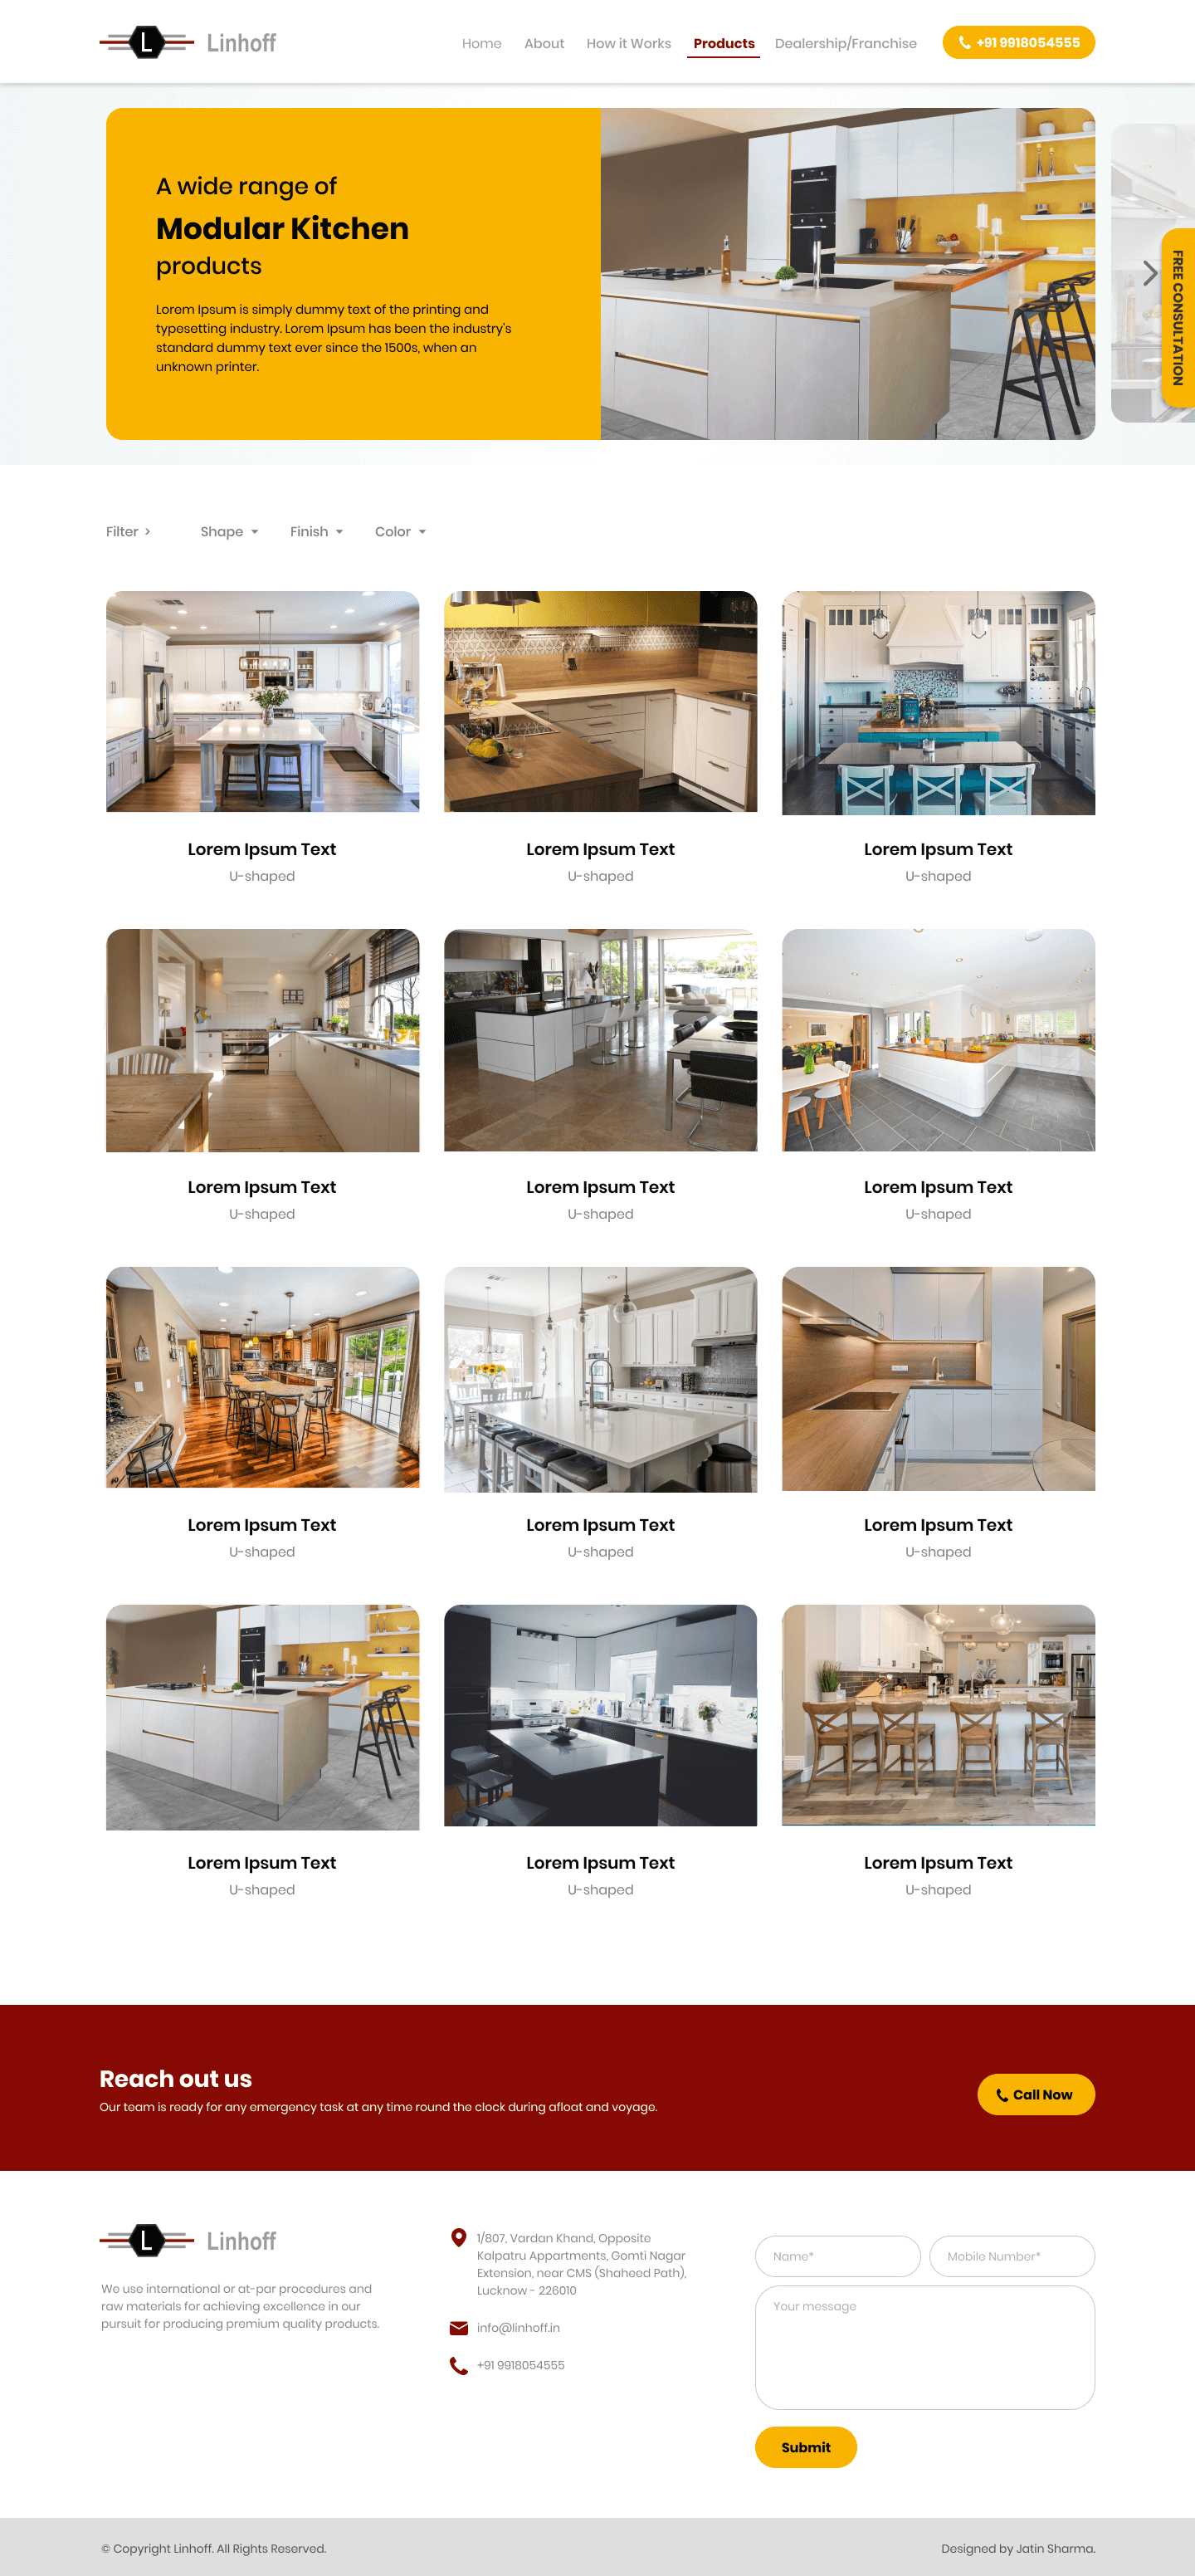 L Linhoff
Home About How it Works Products Dealership/Franchise +91 9918054555
A wide range of
Modular Kitchen
products
Lorem Ipsum is simply dummy text of the printing and
typesetting industry. Lorem Ipsum has been the industry's
standard dummy text ever since the 1500s, when an
unknown printer.
FREE CONSULTATION
Filter > Shape Finish Color
Lorem Ipsum Text
U-shaped
Lorem Ipsum Text
U-shaped
Lorem Ipsum Text
U-shaped
Lorem Ipsum Text
U-shaped
Lorem Ipsum Text
U-shaped
Lorem Ipsum Text
U-shaped
Lorem Ipsum Text
U-shaped
Lorem Ipsum Text
U-shaped
Lorem Ipsum Text
U-shaped
Lorem Ipsum Text
U-shaped
Lorem Ipsum Text
U-shaped
Lorem Ipsum Text
U-shaped
Reach out us
Our team is ready for any emergency task at any time round the clock during afloat and voyage.
Call Now
L Linhoff
We use international or at-par procedures and
raw materials for achieving excellence in our
pursuit for producing premium quality products.
1/807, Vardan Khand, Opposite
Kalpatru Appartments, Gomti Nagar
Extension, near CMS (Shaheed Path),
Lucknow - 226010
info@linhoff.in
+91 9918054555
Name*
Mobile Number*
Your message
Submit
© Copyright Linhoff. All Rights Reserved.
Designed by Jatin Sharma.